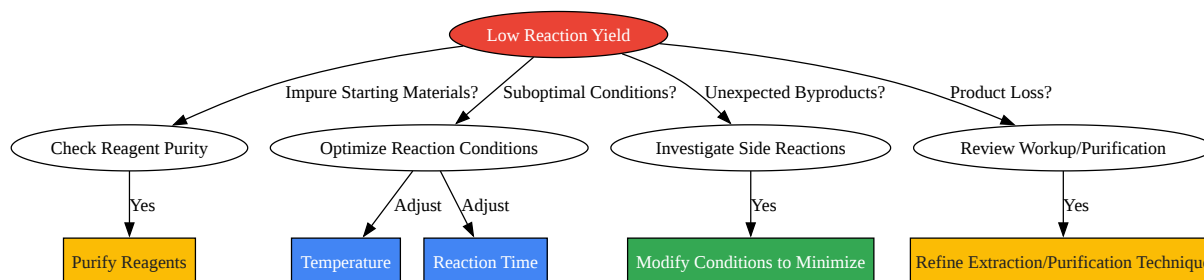 Low Reaction Yield
Impure Starting Materials?
Suboptimal Conditions?
Unexpected Byproducts?
Product Loss?
Check Reagent Purity
Optimize Reaction Conditions
Investigate Side Reactions
Review Workup/Purification
Yes
Adjust
Adjust
Yes
Yes
Purify Reagents
Temperature
Reaction Time
Modify Conditions to Minimize
Refine Extraction/Purification Techniqu